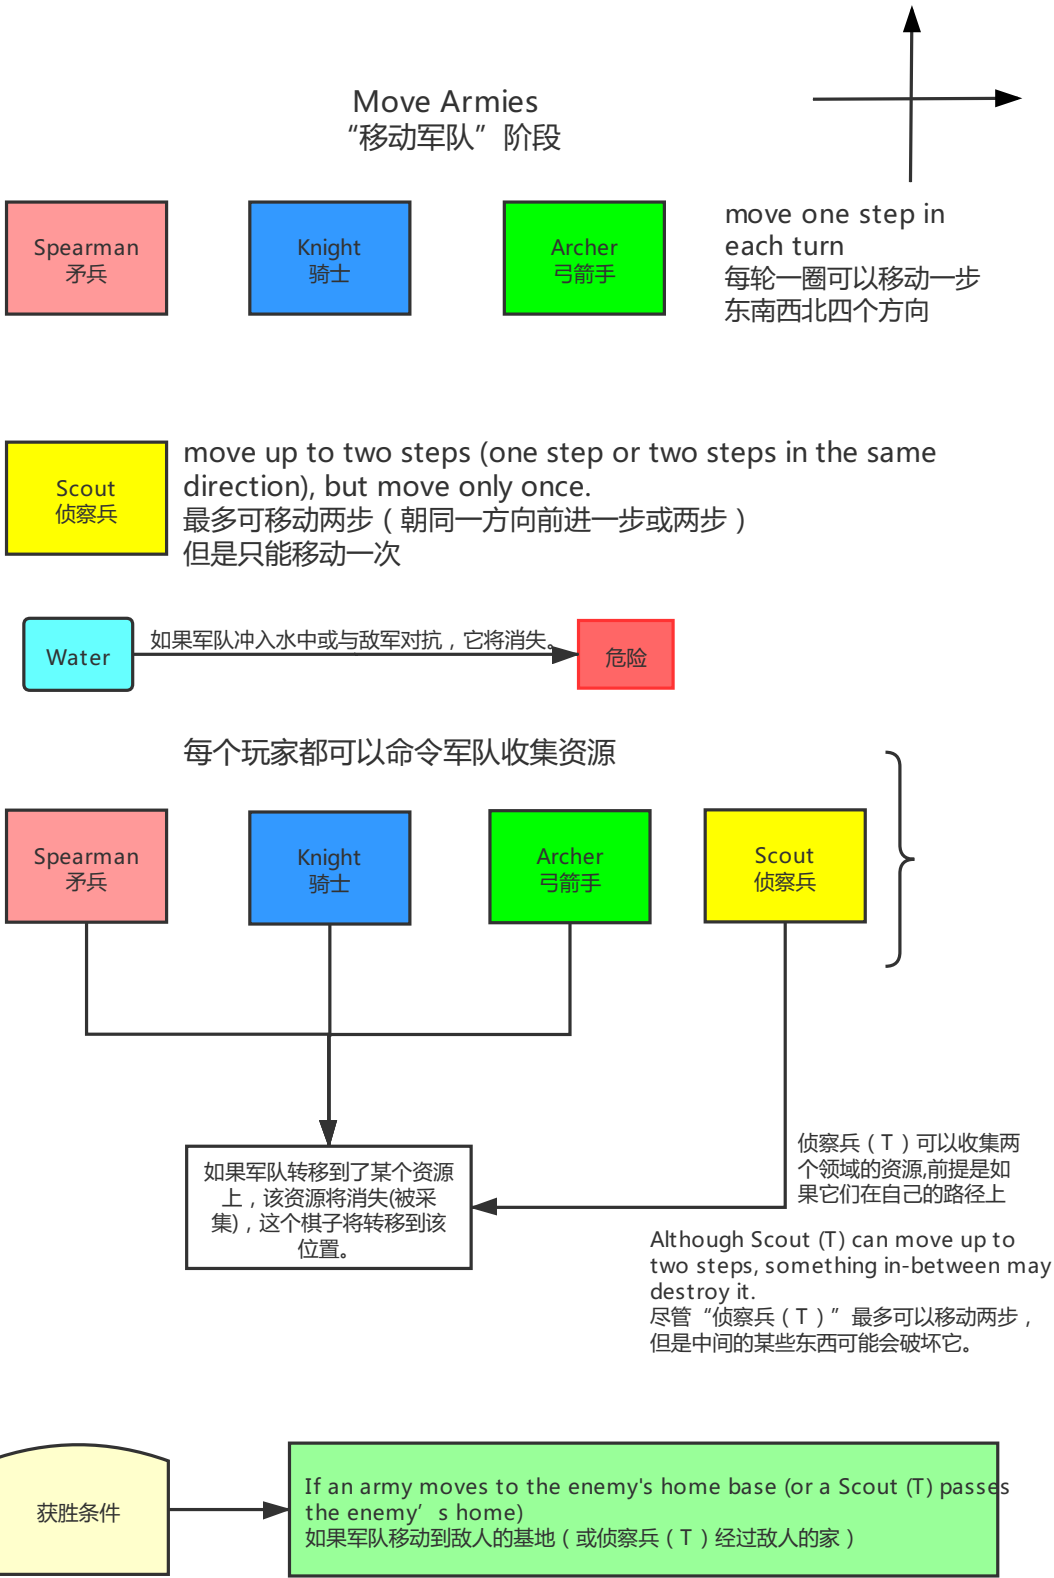 Move Armies
“移动军队”阶段
Spearman
矛兵
Knight
骑士
Archer
弓箭手
move one step in
each turn
每轮一圈可以移动一步
东南西北四个方向
Scout
侦察兵
move up to two steps (one step or two steps in the same
direction), but move only once.
最多可移动两步（朝同一方向前进一步或两步）
但是只能移动一次
Water
如果军队冲入水中或与敌军对抗，它将消失。
危险
每个玩家都可以命令军队收集资源
Spearman
矛兵
Knight
骑士
Archer
弓箭手
Scout
侦察兵
如果军队转移到了某个资源
上，该资源将消失(被采
集)，这个棋子将转移到该
位置。
侦察兵（T）可以收集两
个领域的资源,前提是如
果它们在自己的路径上
Although Scout (T) can move up to
two steps, something in-between may
destroy it.
尽管“侦察兵（T）”最多可以移动两步，
但是中间的某些东西可能会破坏它。
获胜条件
If an army moves to the enemy's home base (or a Scout (T) passes
the enemy’s home)
如果军队移动到敌人的基地（或侦察兵（T）经过敌人的家）